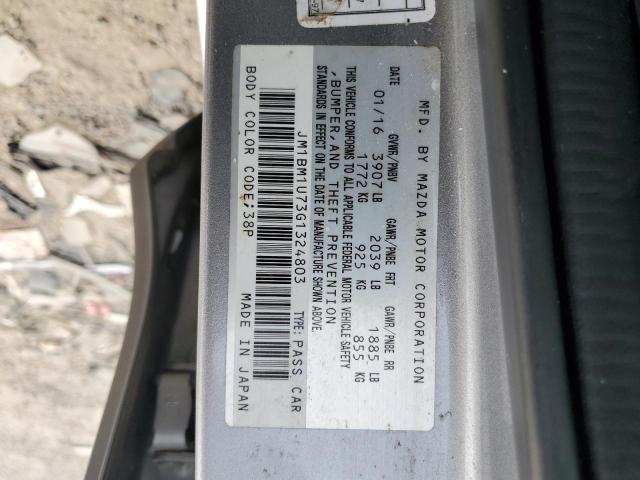 MFD. BY MAZDA MOTOR CORPORATION
DATE GVWR/PNBV GAWR/PNBE FRT GAWR/PNBE RR
01/16 3907LB 2039 LB 1885 LB
1772 KG 925 KG 855 KG
THIS VEHICLE CONFORMS TO ALL APPLICABLE FEDERAL MOTOR VEHICLE SAFETY
,BUMPER,AND THEFT PREVENTION
STANDARDS IN EFFECT ON THE DATE OF MANUFACTURE SHOWN ABOVE.
JM1BM1U73G1324803 TYPE:PASS CAR
BODY COLOR CODE;38P MADE IN JAPAN